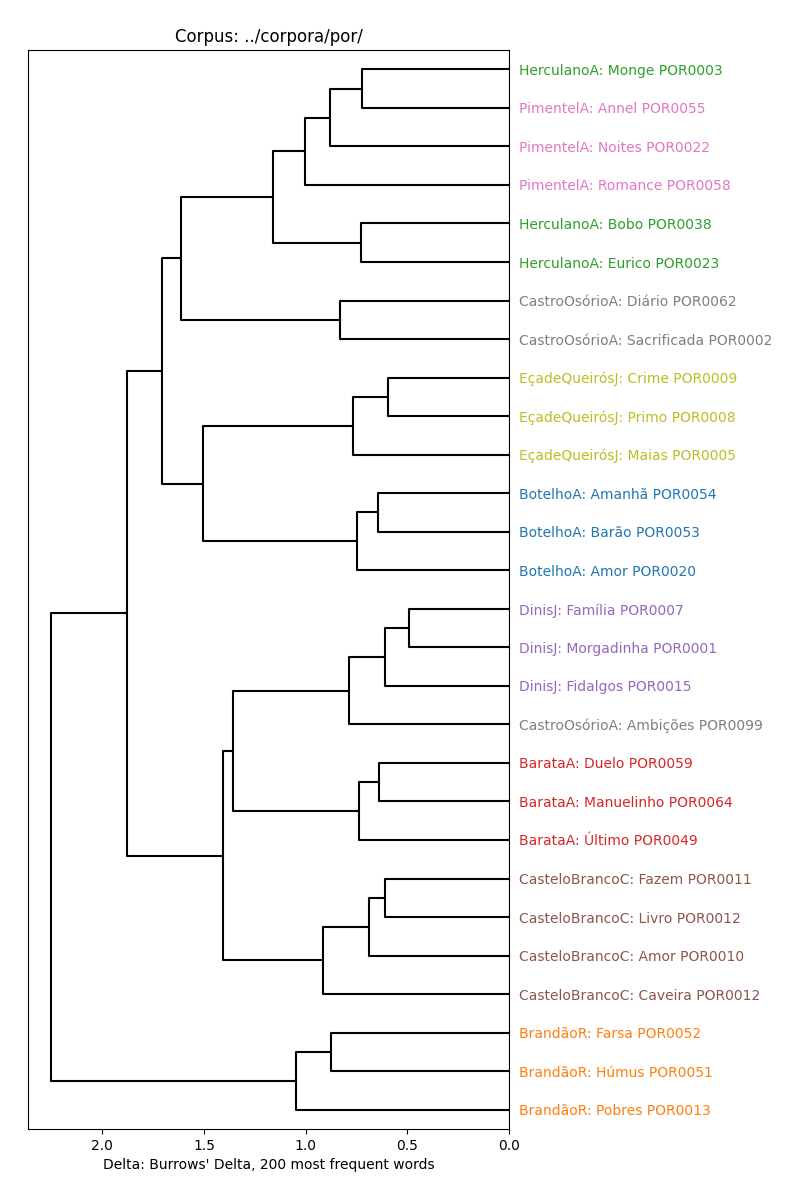 Corpus: ../corpora/por/
HerculanoA: Monge POR0003
PimentelA: Annel POR0055
PimentelA: Noites POR0022
PimentelA: Romance POR0058
HerculanoA: Bobo POR0038
HerculanoA: Eurico POR0023
CastroOsórioA: Diário POR0062
CastroOsórioA: Sacrificada POR0002
EçadeQueirósJ: Crime POR0009
EçadeQueirósJ: Primo POR0008
EçadeQueirósJ: Maias POR0005
BotelhoA: Amanhã POR0054
BotelhoA: Barão POR0053
BotelhoA: Amor POR0020
DinisJ: Família POR0007
DinisJ: Morgadinha POR0001
DinisJ: Fidalgos POR0015
CastroOsórioA: Ambições POR0099
BarataA: Duelo POR0059
BarataA: Manuelinho POR0064
BarataA: Último POR0049
CasteloBrancoC: Fazem POR0011
CasteloBrancoC: Livro POR0012
CasteloBrancoC: Amor POR0010
CasteloBrancoC: Caveira POR0012
BrandãoR: Farsa POR0052
BrandãoR: Húmus POR0051
BrandãoR: Pobres POR0013
2.0 1.5 1.0 0.5 0.0
Delta: Burrows' Delta, 200 most frequent words